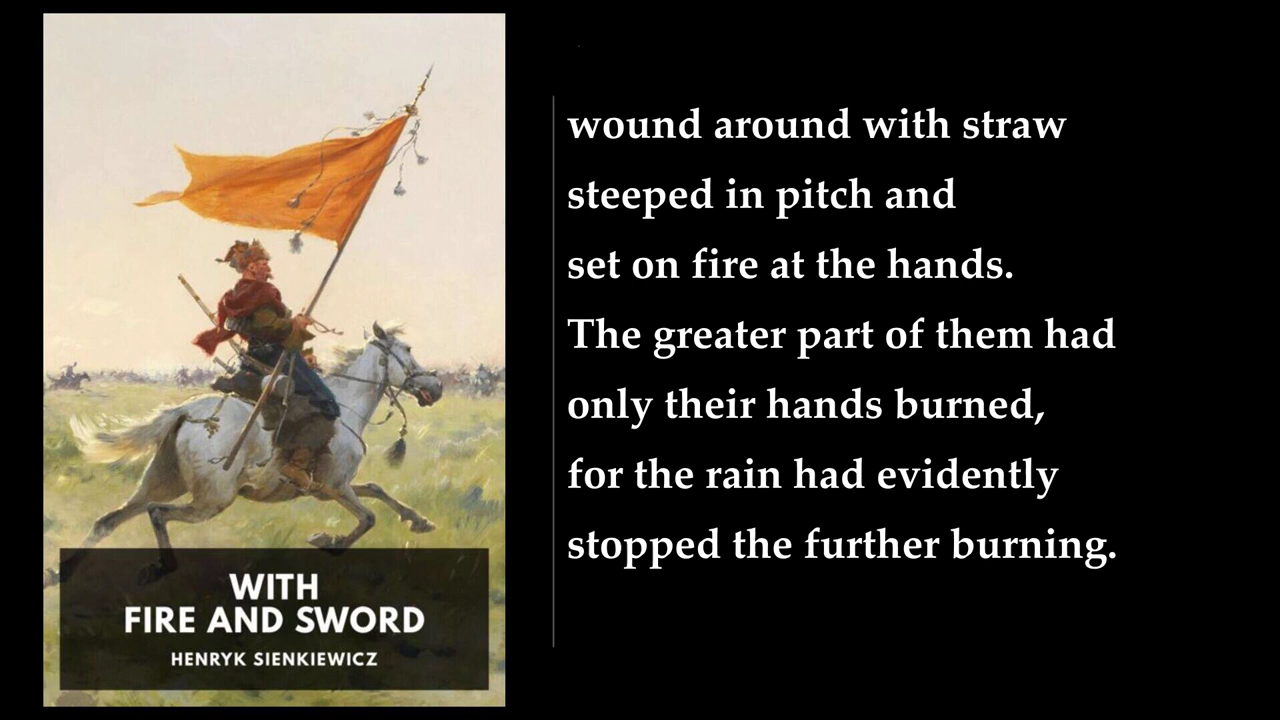 wound around with straw
steeped in pitch and
set on fire at the hands.
The greater part of them had
only their hands burned,
for the rain had evidently
stopped the further burning.
WITH
FIRE AND SWORD
HENRYK SIENKIEWICZ